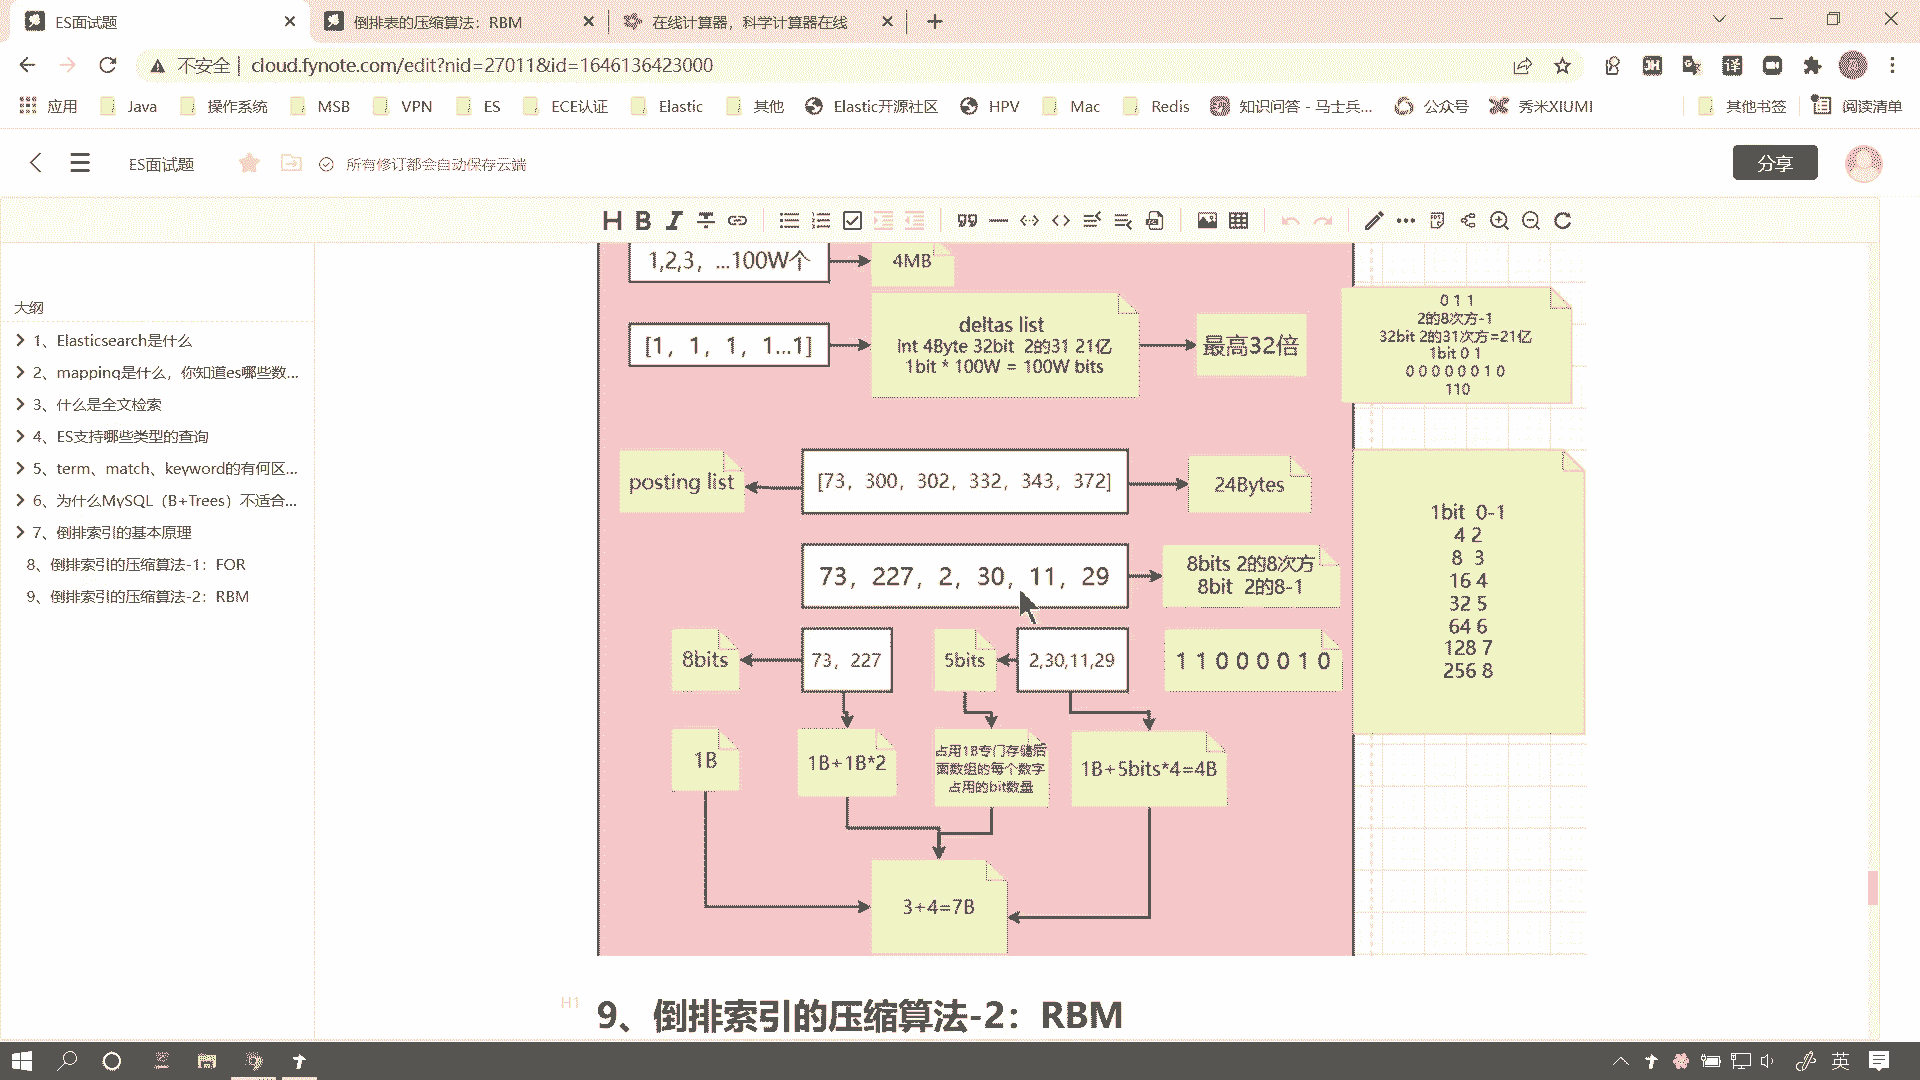 ES面试题
倒排表的压缩算法：RBM
在线计算器，科学计算器在线
不安全 | cloud.fynote.com/edit?nid=27011&id=1646136423000
应用 Java 操作系统 MSB VPN ES ECE认证 Elastic 其他 Elastic开源社区 HPV Mac Redis 知识问答 - 马士兵... 公众号 秀米XIUMI 其他书签 阅读清单
ES面试题 所有修订都会自动保存云端 分享
大纲
1、Elasticsearch是什么
2、mapping是什么，你知道es哪些数...
3、什么是全文检索
4、ES支持哪些类型的查询
5、term、match、keyword的有何区...
6、为什么MySQL（B+Trees）不适合...
7、倒排索引的基本原理
8、倒排索引的压缩算法-1：FOR
9、倒排索引的压缩算法-2：RBM
1,2,3，...100W个
4MB
[1，1，1，1...1]
deltas list
int 4Byte 32bit 2的31 21亿
1bit * 100W = 100W bits
最高32倍
0 1 1
2的8次方-1
32bit 2的31次方=21亿
1bit 0 1
0 0 0 0 0 0 1 0
110
posting list
[73，300，302，332，343，372]
24Bytes
73，227，2，30，11，29
8bits 2的8次方
8bit 2的8-1
1bit 0-1
4 2
8 3
16 4
32 5
64 6
128 7
256 8
8bits
73，227
5bits
2,30,11,29
1 1 0 0 0 0 1 0
1B
1B+1B*2
占用1B专门存储后
面数组的每个数字
占用的bit数量
1B+5bits*4=4B
3+4=7B
H1
9、倒排索引的压缩算法-2：RBM
英